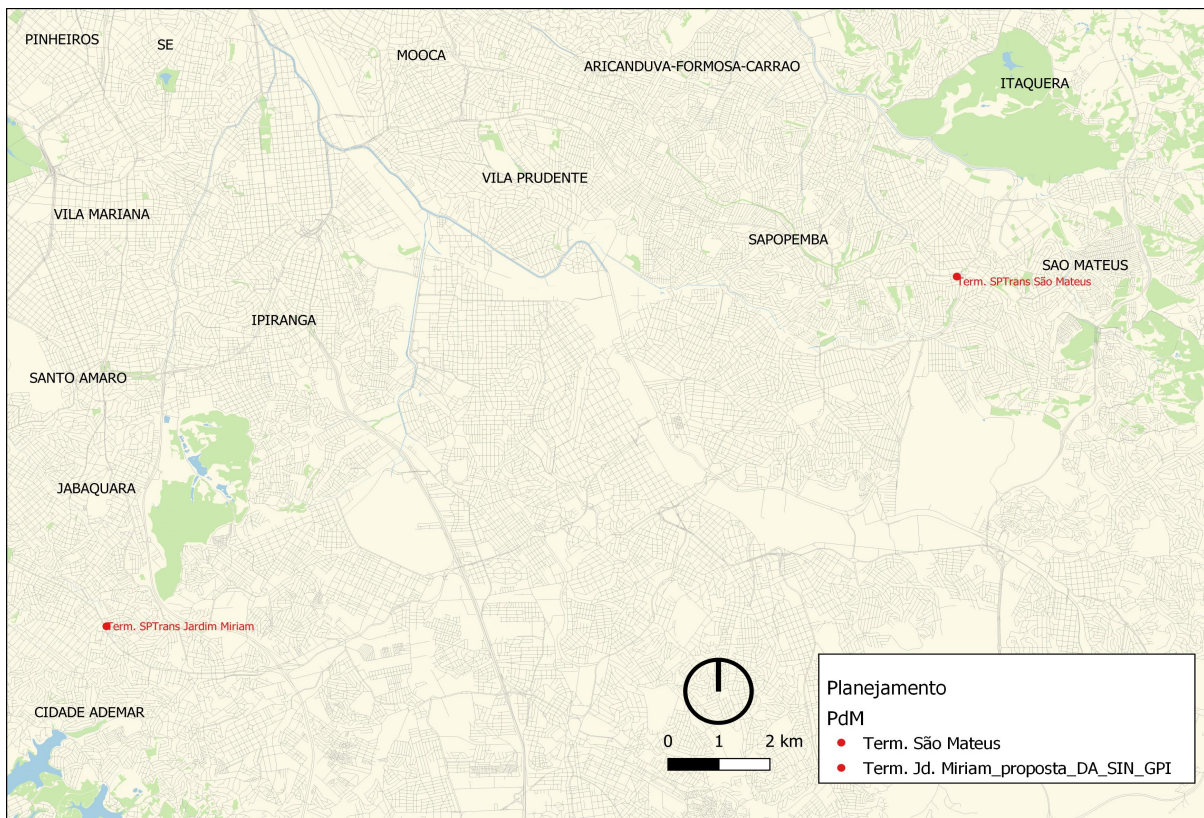 PINHEIROS
SE
MOOCA
ARICANDUVA-FORMOSA-CARRAO
ITAQUERA
VILA PRUDENTE
VILA MARIANA
SAPOPEMBA
SAO MATEUS
Term. SPTrans São Mateus
IPIRANGA
SANTO AMARO
JABAQUARA
Term. SPTrans Jardim Miriam
CIDADE ADEMAR
0 1 2 km
Planejamento
PdM
Term. São Mateus
Term. Jd. Miriam_proposta_DA_SIN_GPI